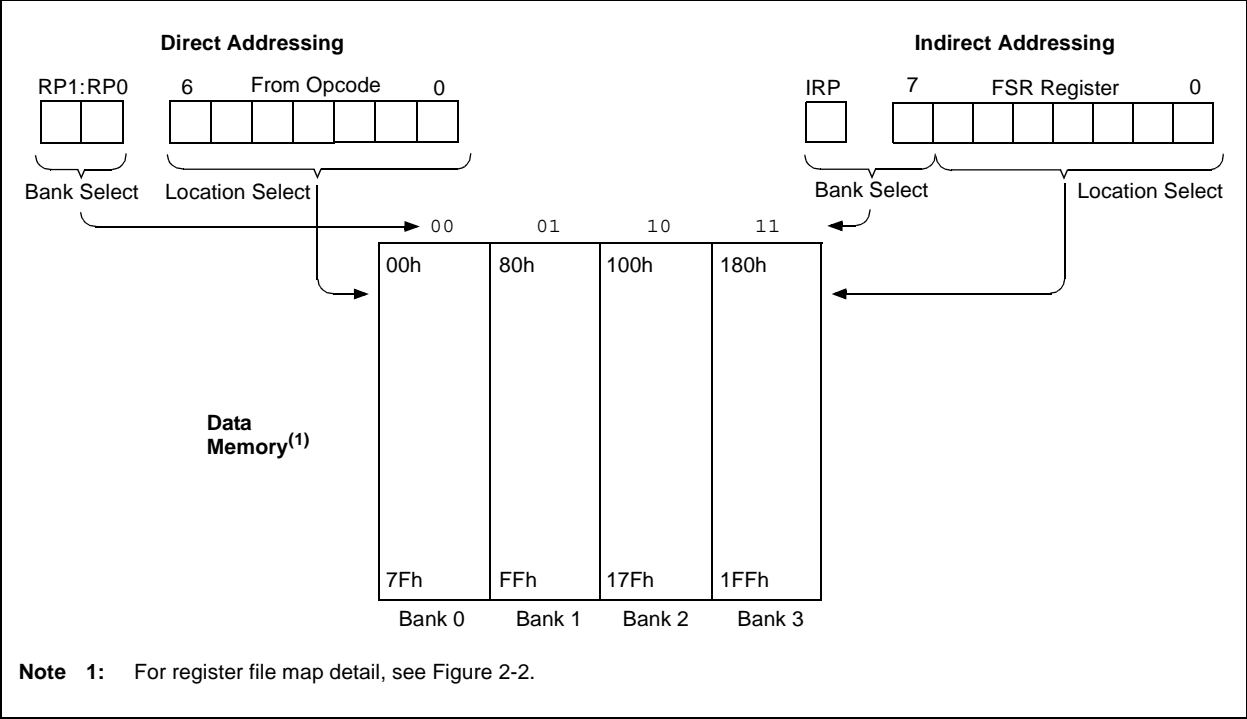 Direct Addressing
Indirect Addressing
RP1:RP0 6 From Opcode 0
IRP 7 FSR Register 0
Bank Select Location Select
Bank Select Location Select
00 01 10 11
00h 80h 100h 180h
Data
Memory(1)
7Fh FFh 17Fh 1FFh
Bank 0 Bank 1 Bank 2 Bank 3
Note 1: For register file map detail, see Figure 2-2.